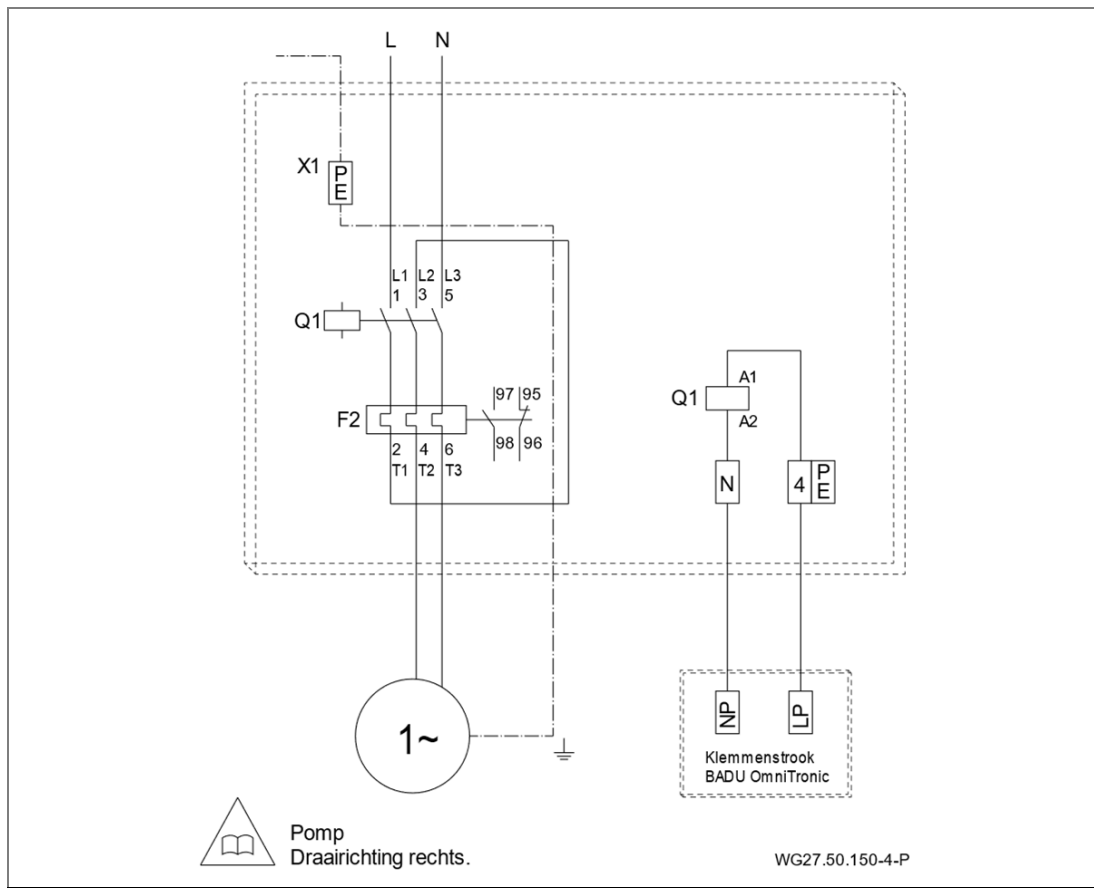 L N
X1
PE
L1 L2 L3
1 3 5
Q1
97 95
F2
98 96
2 4 6
T1 T2 T3
A1
Q1
A2
N
4
PE
1~
NP
LP
Klemmenstrook
BADU OmniTronic
Pomp
Draairichting rechts.
WG27.50.150-4-P